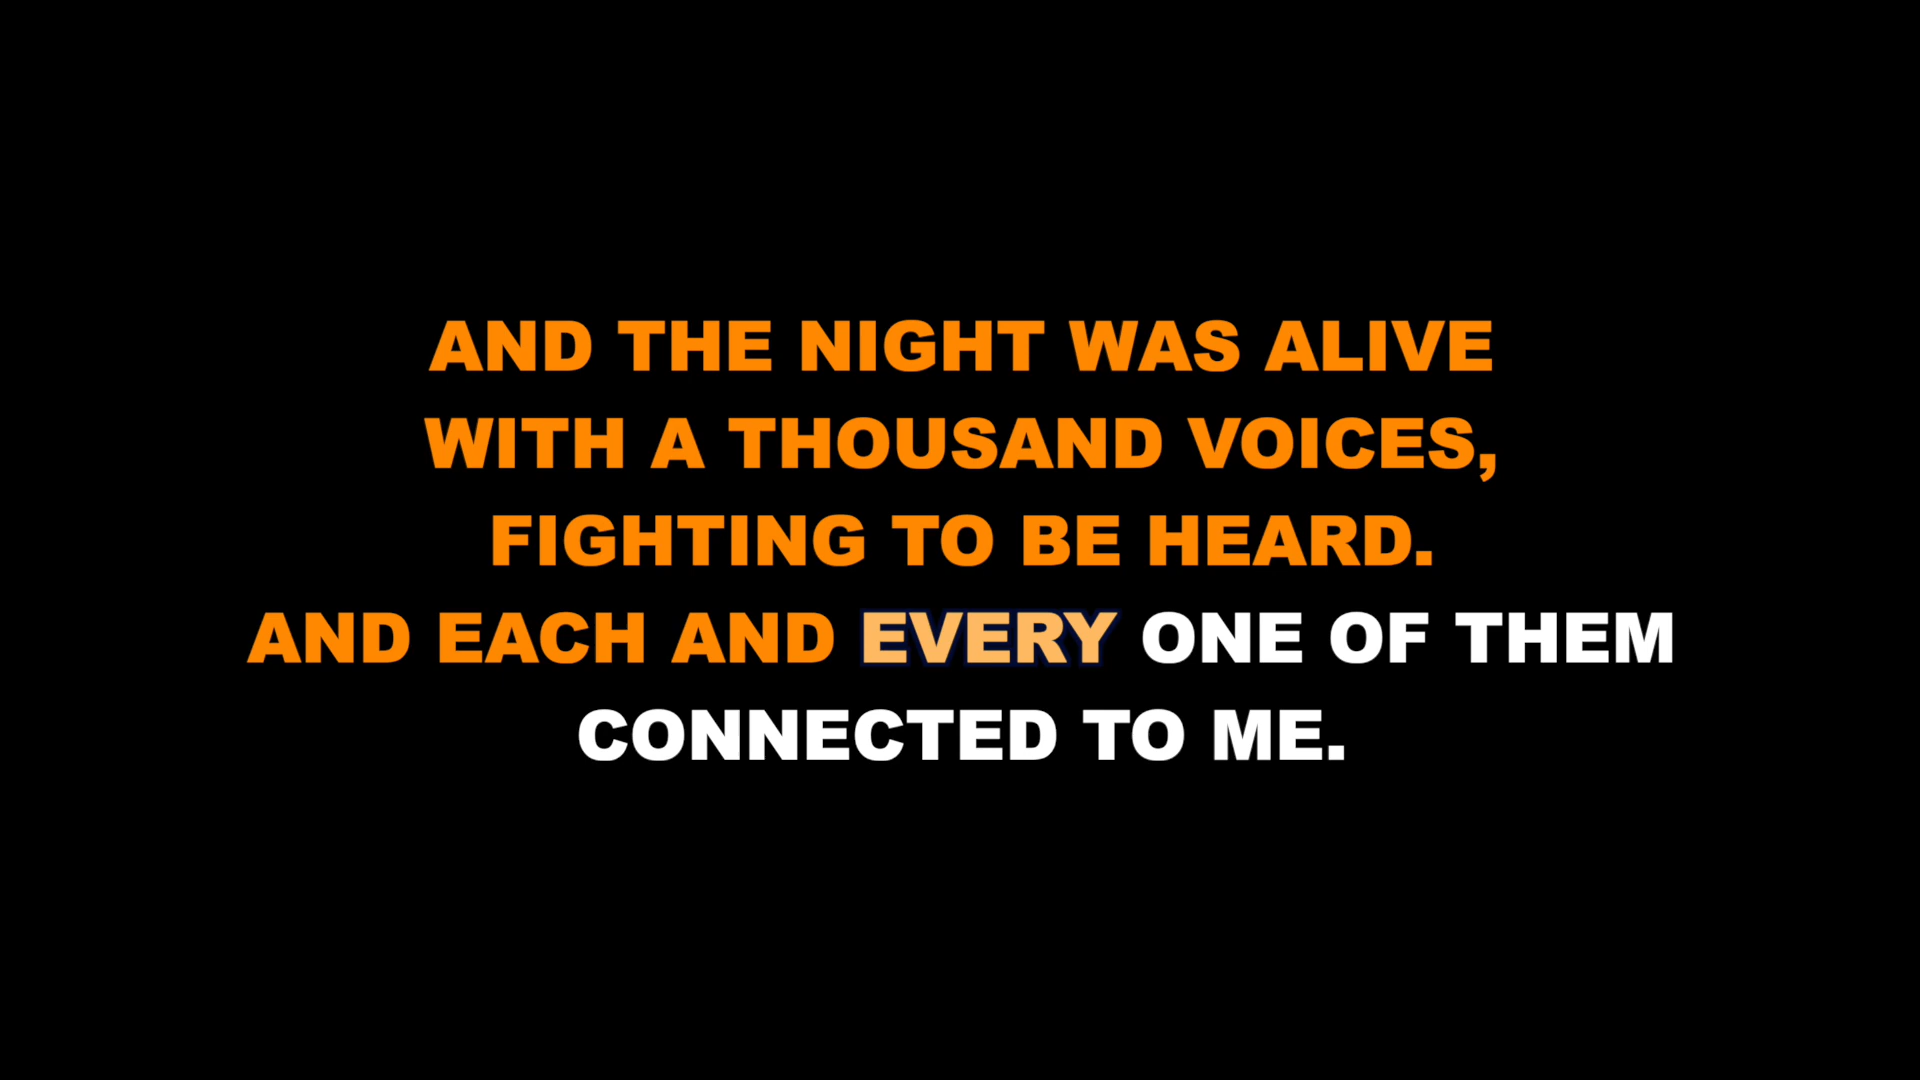 AND THE NIGHT WAS ALIVE
WITH A THOUSAND VOICES,
FIGHTING TO BE HEARD.
AND EACH AND EVERY ONE OF THEM
CONNECTED TO ME.